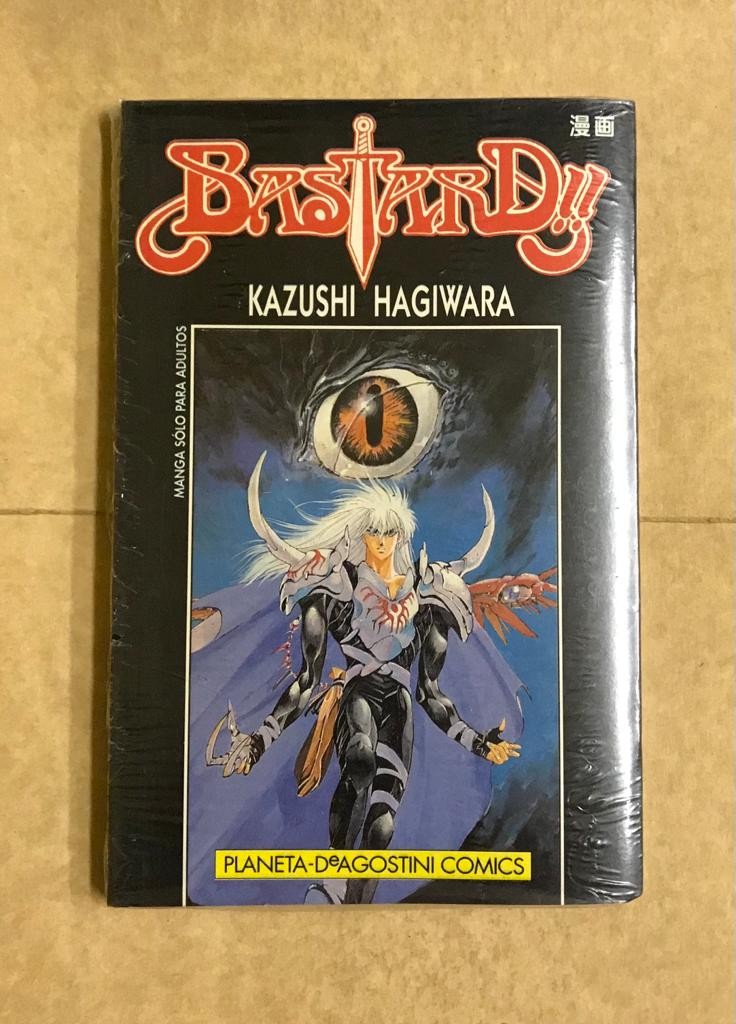 漫画
BASTARD!!
KAZUSHI HAGIWARA
MANGA SÓLO PARA ADULTOS
PLANETA-DeAGOSTINI COMICS